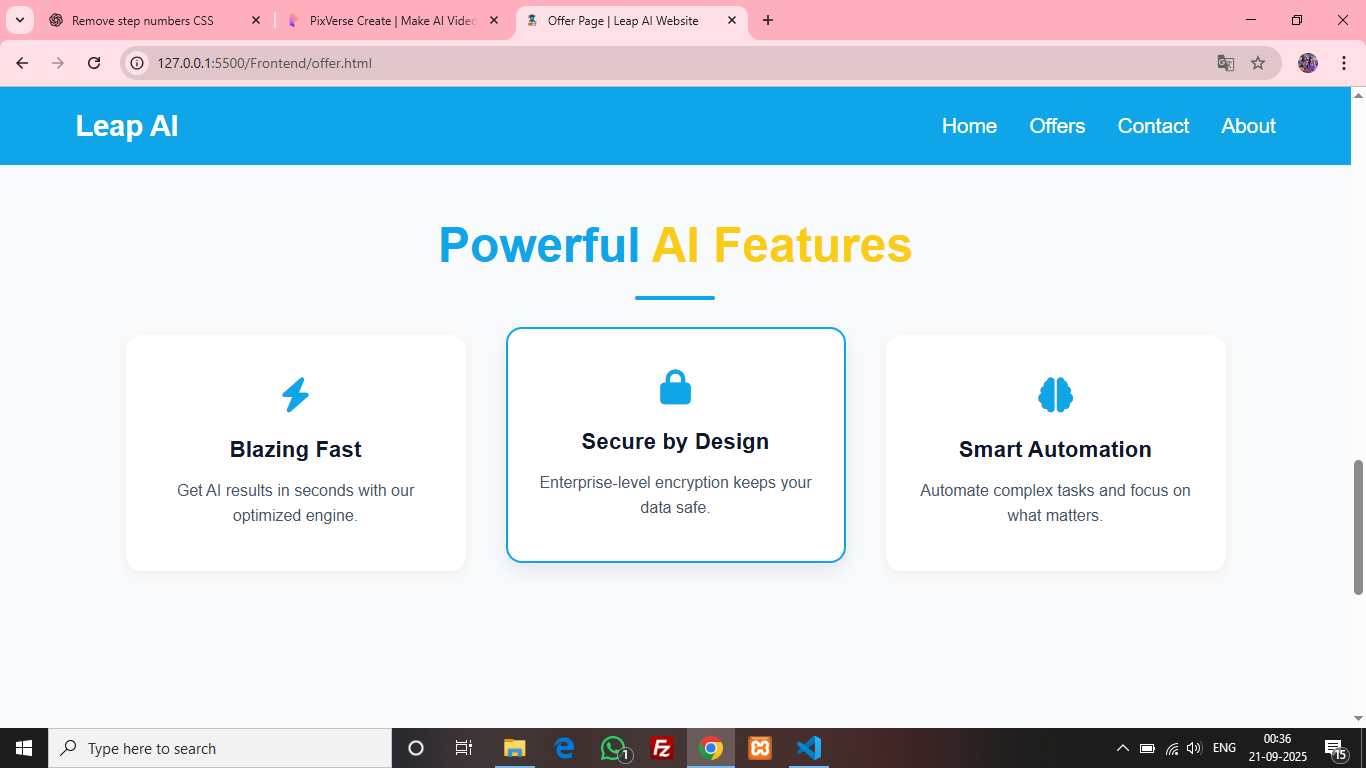 Remove step numbers CSS
PixVerse Create | Make AI Video
Offer Page | Leap AI Website
127.0.0.1:5500/Frontend/offer.html
Leap AI
Home
Offers
Contact
About
Powerful AI Features
Blazing Fast
Get AI results in seconds with our
optimized engine.
Secure by Design
Enterprise-level encryption keeps your
data safe.
Smart Automation
Automate complex tasks and focus on
what matters.
Type here to search
1
Fz
ENG
00:36
21-09-2025
15